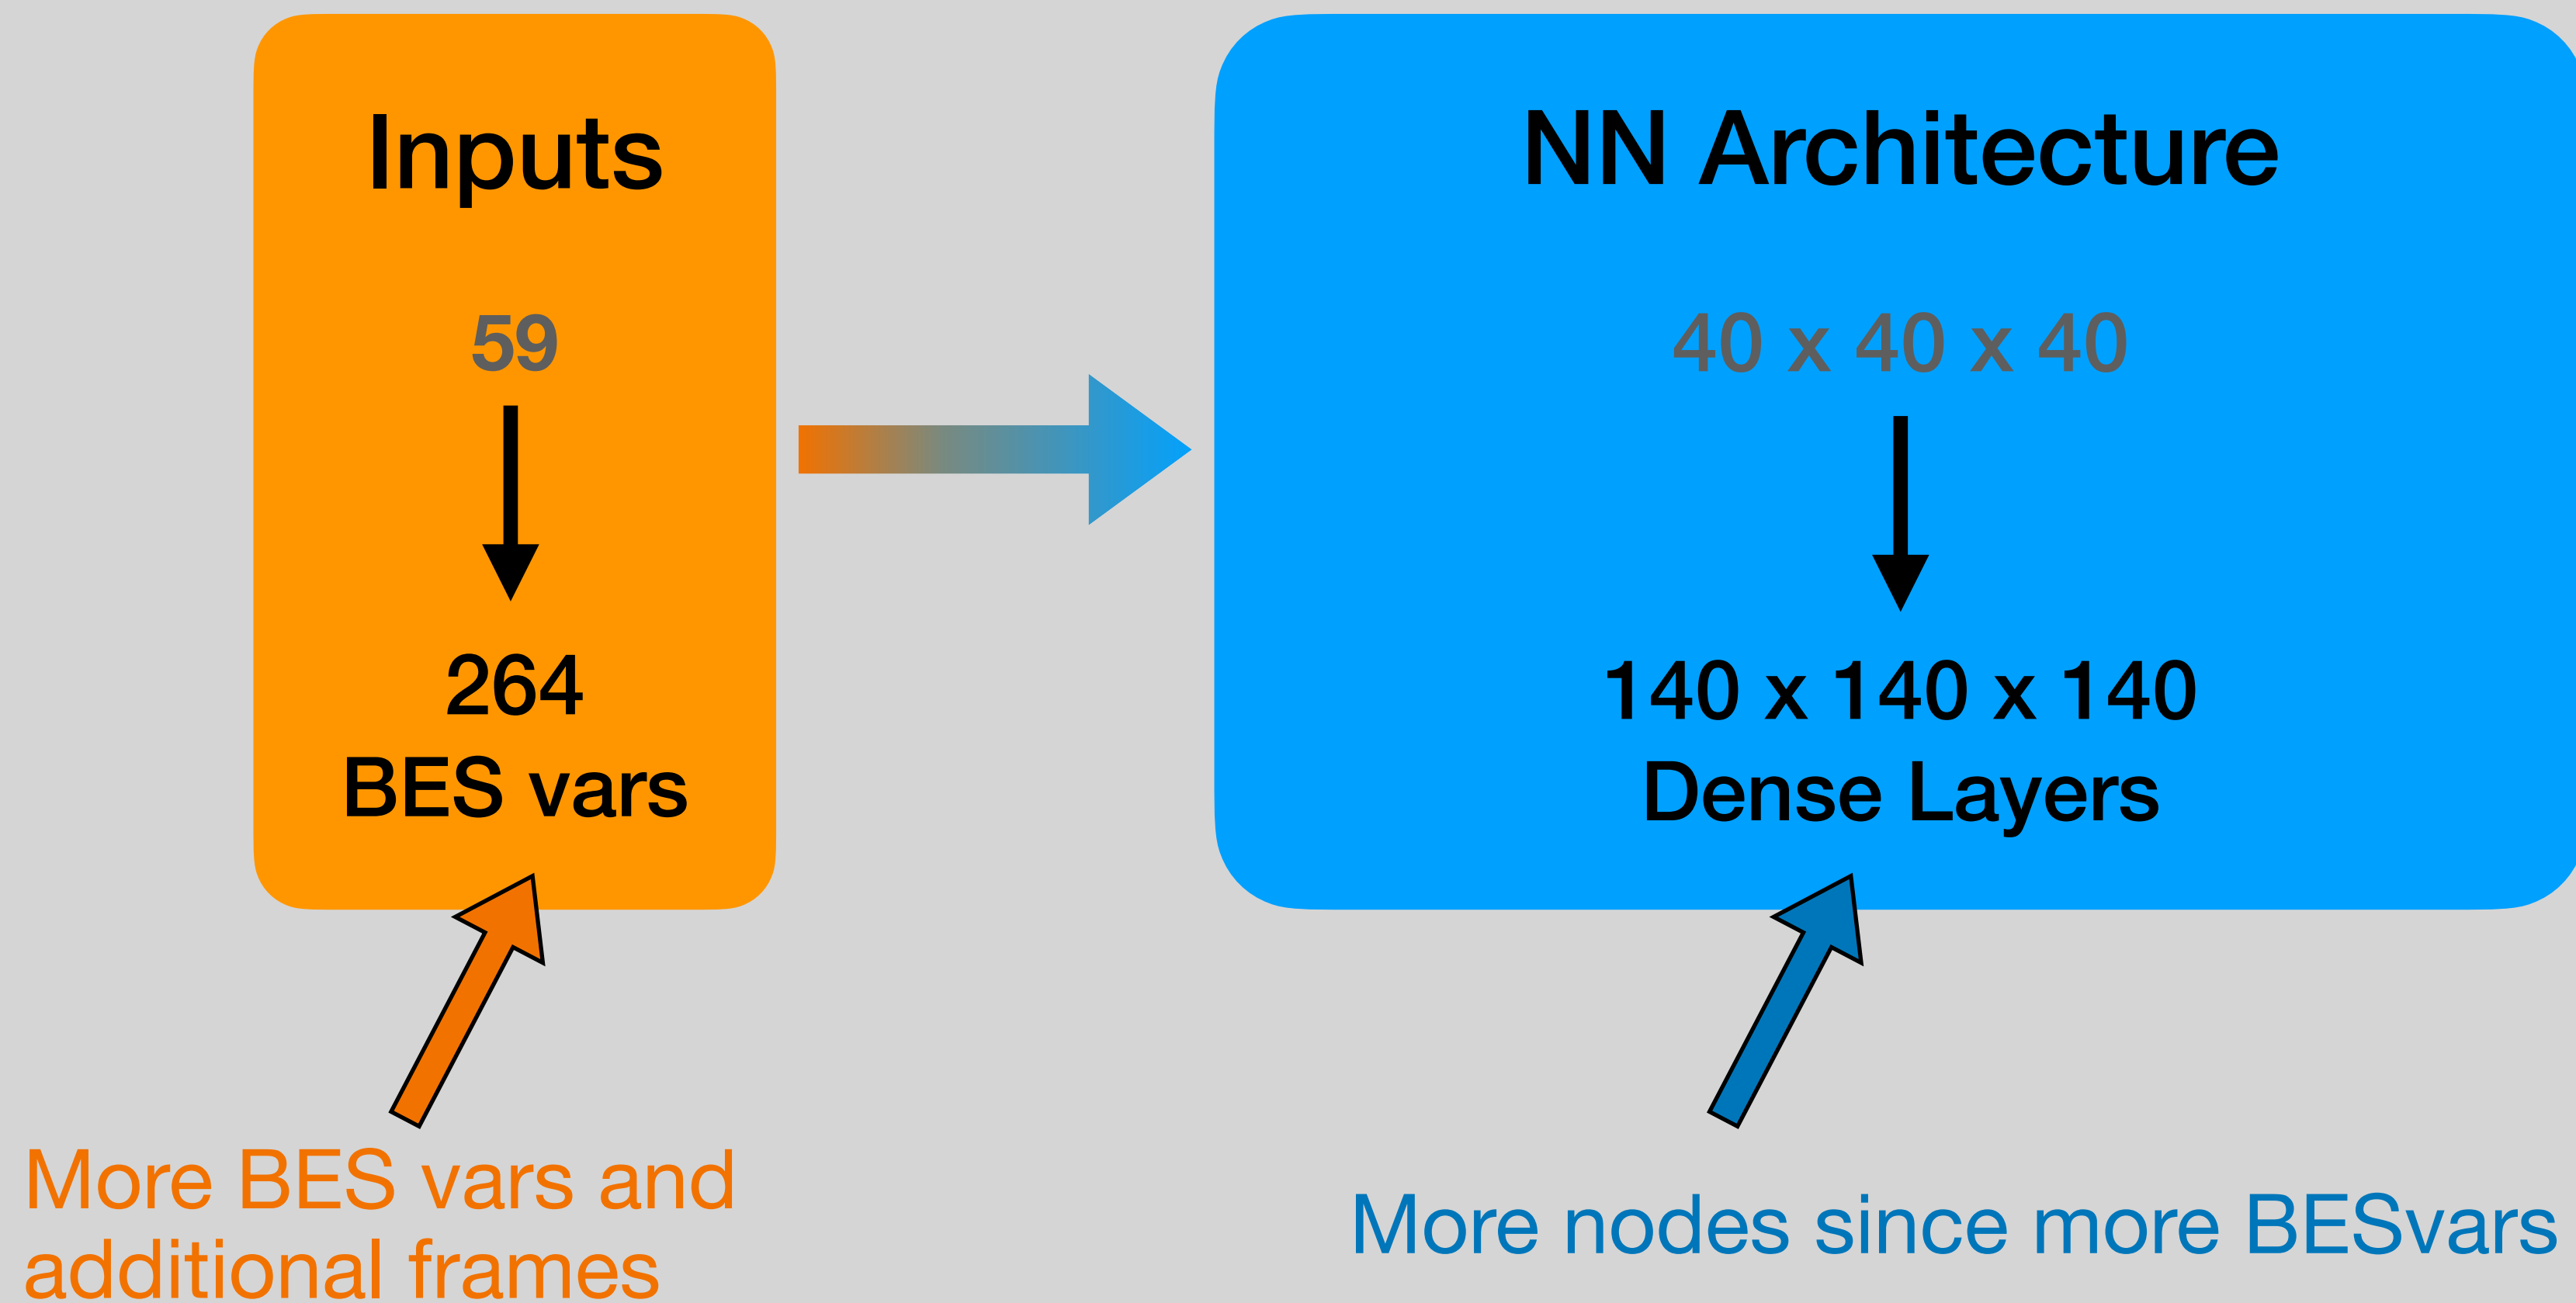 Inputs
59
264
BES vars
NN Architecture
40 x 40 x 40
140 x 140 x 140
Dense Layers
More BES vars and
additional frames
More nodes since more BESvars